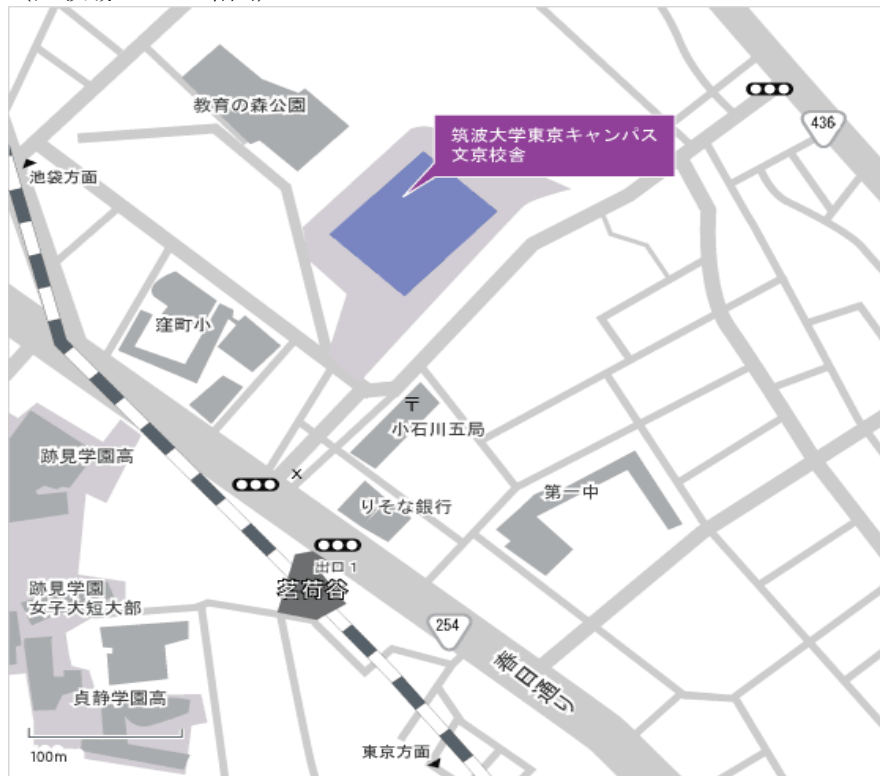 教育の森公園
筑波大学東京キャンパス
文京校舎
436
池袋方面
窪町小
〒
小石川五局
跡見学園高
×
りそな銀行
第一中
出口1
茗荷谷
跡見学園
女子大短大部
254
春日通り
貞静学園高
東京方面
100m